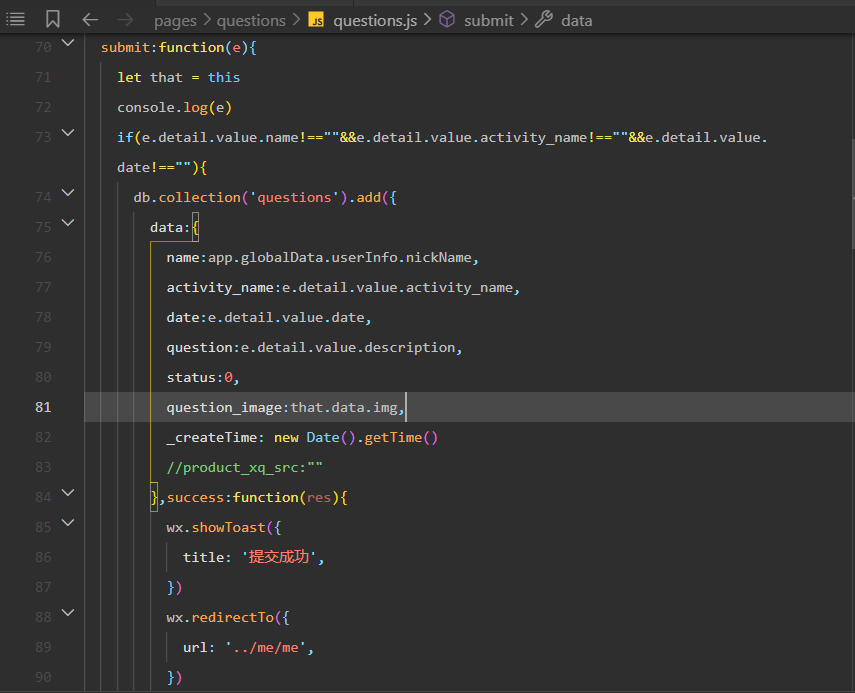 pages > questions > JS questions.js > submit > data
70 submit:function(e){
71 let that = this
72 console.log(e)
73 if(e.detail.value.name!==""&&e.detail.value.activity_name!==""&&e.detail.value.
date!==""){
74 db.collection('questions').add({
75 data:{
76 name:app.globalData.userInfo.nickName,
77 activity_name:e.detail.value.activity_name,
78 date:e.detail.value.date,
79 question:e.detail.value.description,
80 status:0,
81 question_image:that.data.img,
82 _createTime: new Date().getTime()
83 //product_xq_src:""
84 },success:function(res){
85 wx.showToast({
86 title: '提交成功',
87 })
88 wx.redirectTo({
89 url: '../me/me',
90 })